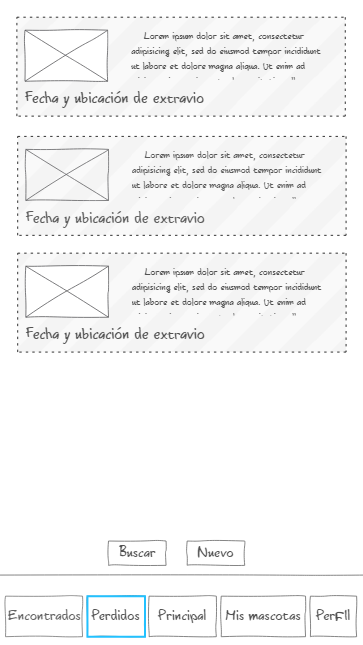 Lorem ipsum dolor sit amet, consectetur
adipisicing elit, sed do eiusmod tempor incididunt
ut labore et dolore magna aliqua. Ut enim ad
Fecha y ubicación de extravio
Lorem ipsum dolor sit amet, consectetur
adipisicing elit, sed do eiusmod tempor incididunt
ut labore et dolore magna aliqua. Ut enim ad
Fecha y ubicación de extravio
Lorem ipsum dolor sit amet, consectetur
adipisicing elit, sed do eiusmod tempor incididunt
ut labore et dolore magna aliqua. Ut enim ad
Fecha y ubicación de extravio
Buscar Nuevo
Encontrados Perdidos Principal Mis mascotas PerFIl